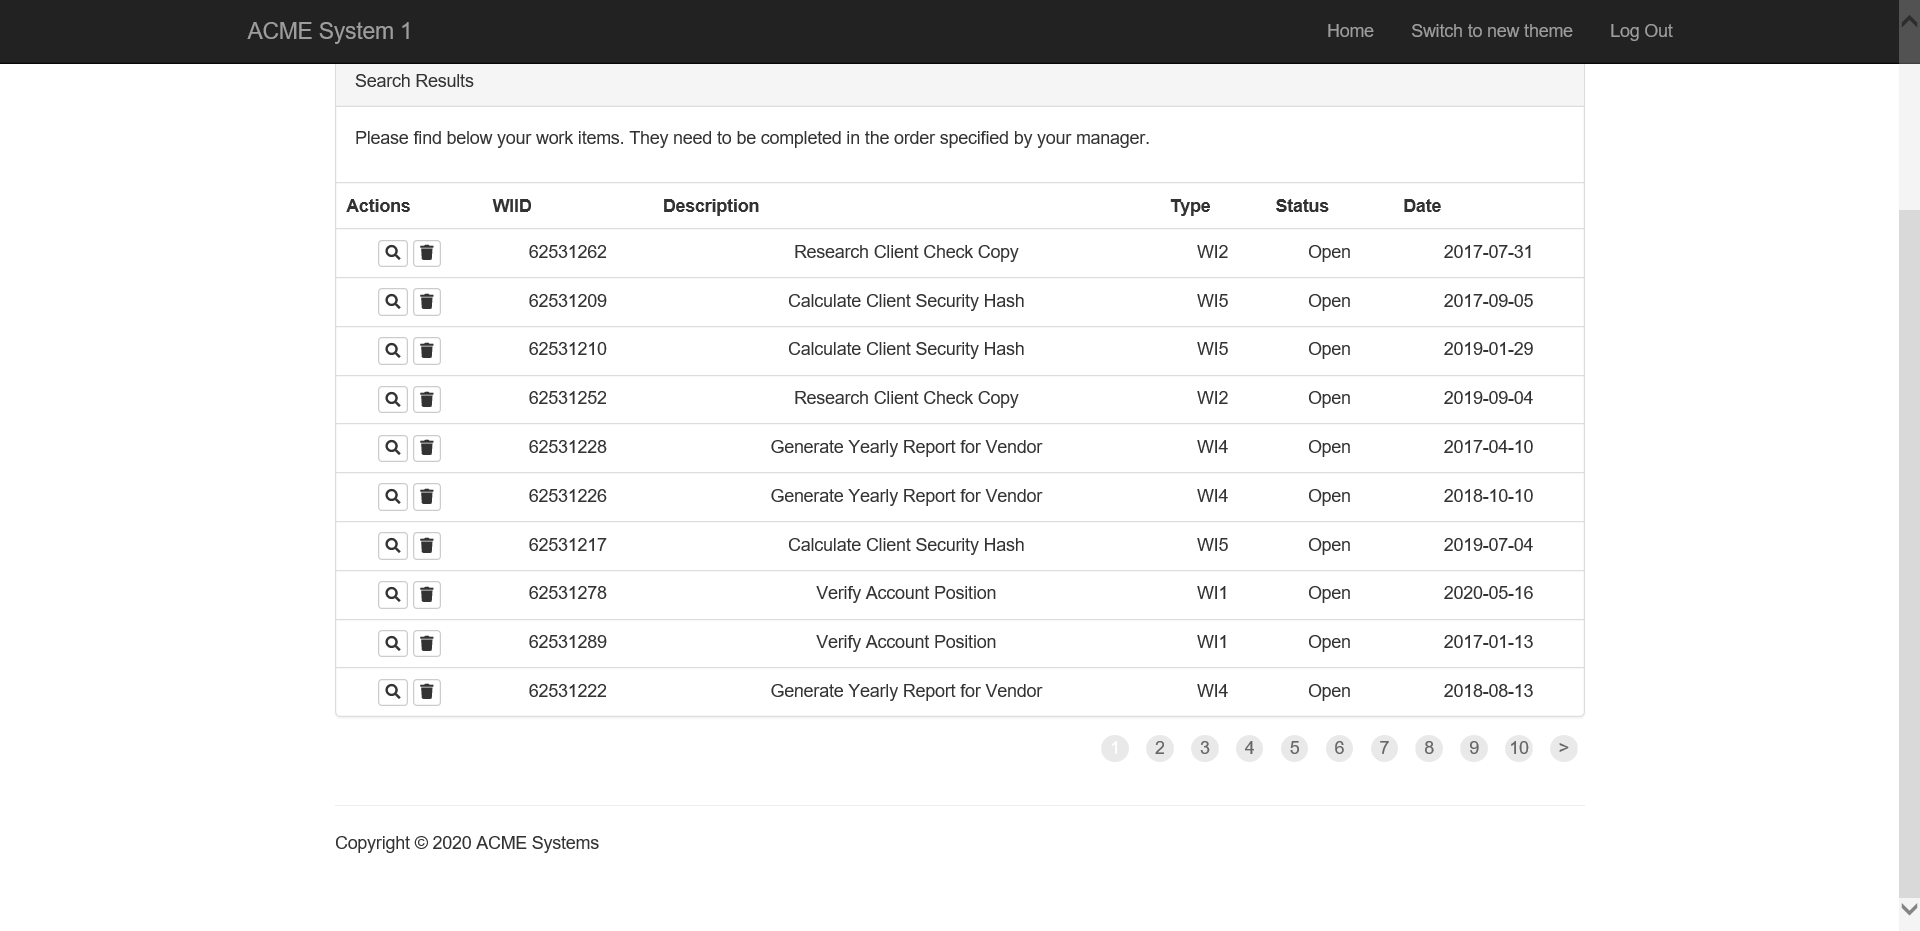 ACME System 1 Home Switch to new theme Log Out
Search Results
Please find below your work items. They need to be completed in the order specified by your manager.
Actions WIID Description Type Status Date
62531262 Research Client Check Copy WI2 Open 2017-07-31
62531209 Calculate Client Security Hash WI5 Open 2017-09-05
62531210 Calculate Client Security Hash WI5 Open 2019-01-29
62531252 Research Client Check Copy WI2 Open 2019-09-04
62531228 Generate Yearly Report for Vendor WI4 Open 2017-04-10
62531226 Generate Yearly Report for Vendor WI4 Open 2018-10-10
62531217 Calculate Client Security Hash WI5 Open 2019-07-04
62531278 Verify Account Position WI1 Open 2020-05-16
62531289 Verify Account Position WI1 Open 2017-01-13
62531222 Generate Yearly Report for Vendor WI4 Open 2018-08-13
1 2 3 4 5 6 7 8 9 10 >
Copyright © 2020 ACME Systems